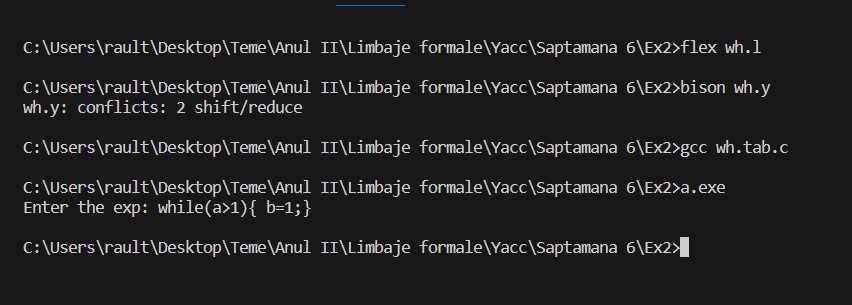 C:\Users\rault\Desktop\Teme\Anul II\Limbaje formale\Yacc\Saptamana 6\Ex2>flex wh.l
C:\Users\rault\Desktop\Teme\Anul II\Limbaje formale\Yacc\Saptamana 6\Ex2>bison wh.y
wh.y: conflicts: 2 shift/reduce
C:\Users\rault\Desktop\Teme\Anul II\Limbaje formale\Yacc\Saptamana 6\Ex2>gcc wh.tab.c
C:\Users\rault\Desktop\Teme\Anul II\Limbaje formale\Yacc\Saptamana 6\Ex2>a.exe
Enter the exp: while(a>1){ b=1;}
C:\Users\rault\Desktop\Teme\Anul II\Limbaje formale\Yacc\Saptamana 6\Ex2>